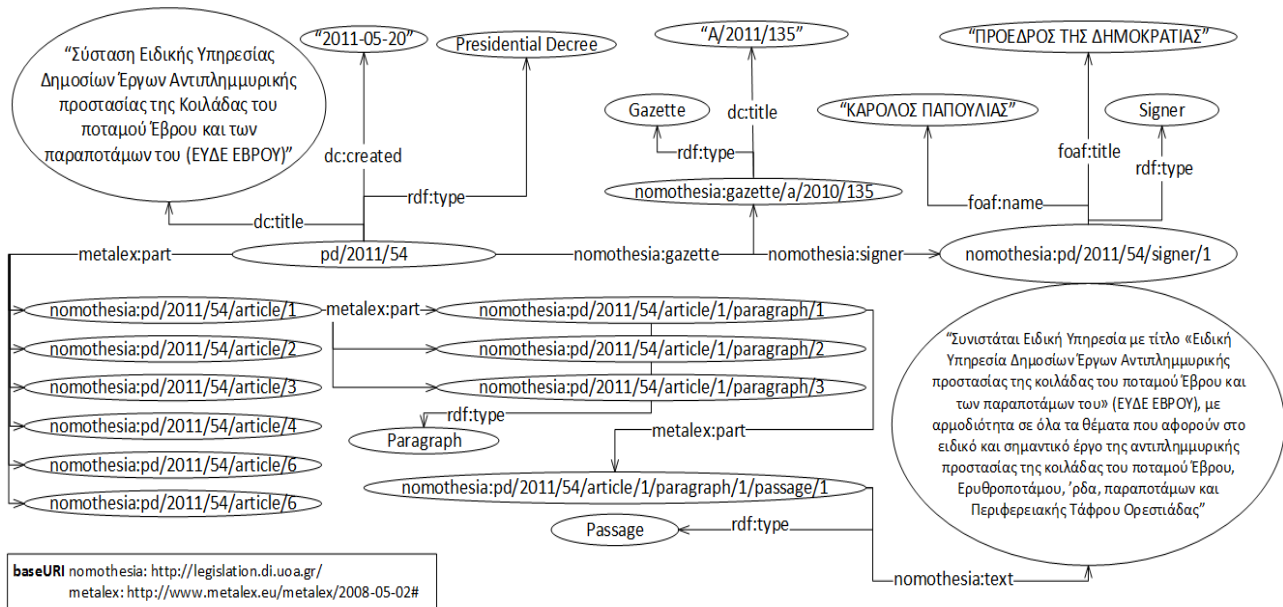 “Σύσταση Ειδικής Υπηρεσίας
Δημοσίων Έργων Αντιπλημμυρικής
προστασίας της Κοιλάδας του
ποταμού Έβρου και των
παραποτάμων του (ΕΥΔΕ ΕΒΡΟΥ)”
“2011-05-20”
Presidential Decree
“A/2011/135”
“ΠΡΟΕΔΡΟΣ ΤΗΣ ΔΗΜΟΚΡΑΤΙΑΣ”
Gazette
“ΚΑΡΟΛΟΣ ΠΑΠΟΥΛΙΑΣ”
Signer
dc:created
dc:title
foaf:title
rdf:type
rdf:type
rdf:type
nomothesia:gazette/a/2010/135
foaf:name
dc:title
metalex:part
pd/2011/54
nomothesia:gazette
nomothesia:signer
nomothesia:pd/2011/54/signer/1
nomothesia:pd/2011/54/article/1
metalex:part
nomothesia:pd/2011/54/article/1/paragraph/1
nomothesia:pd/2011/54/article/2
nomothesia:pd/2011/54/article/1/paragraph/2
nomothesia:pd/2011/54/article/3
nomothesia:pd/2011/54/article/1/paragraph/3
rdf:type
nomothesia:pd/2011/54/article/4
Paragraph
metalex:part
nomothesia:pd/2011/54/article/6
nomothesia:pd/2011/54/article/1/paragraph/1/passage/1
nomothesia:pd/2011/54/article/6
Passage
rdf:type
nomothesia:text
“Συνιστάται Ειδική Υπηρεσία με τίτλο «Ειδική
Υπηρεσία Δημοσίων Έργων Αντιπλημμυρικής
προστασίας της κοιλάδας του ποταμού Έβρου και
των παραποτάμων του» (ΕΥΔΕ ΕΒΡΟΥ), με
αρμοδιότητα σε όλα τα θέματα που αφορούν στο
ειδικό και σημαντικό έργο της αντιπλημμυρικής
προστασίας της κοιλάδας του ποταμού Έβρου,
Ερυθροποτάμου, ’ρδα, παραποτάμων και
Περιφερειακής Τάφρου Ορεστιάδας”
baseURI nomothesia: http://legislation.di.uoa.gr/
metalex: http://www.metalex.eu/metalex/2008-05-02#